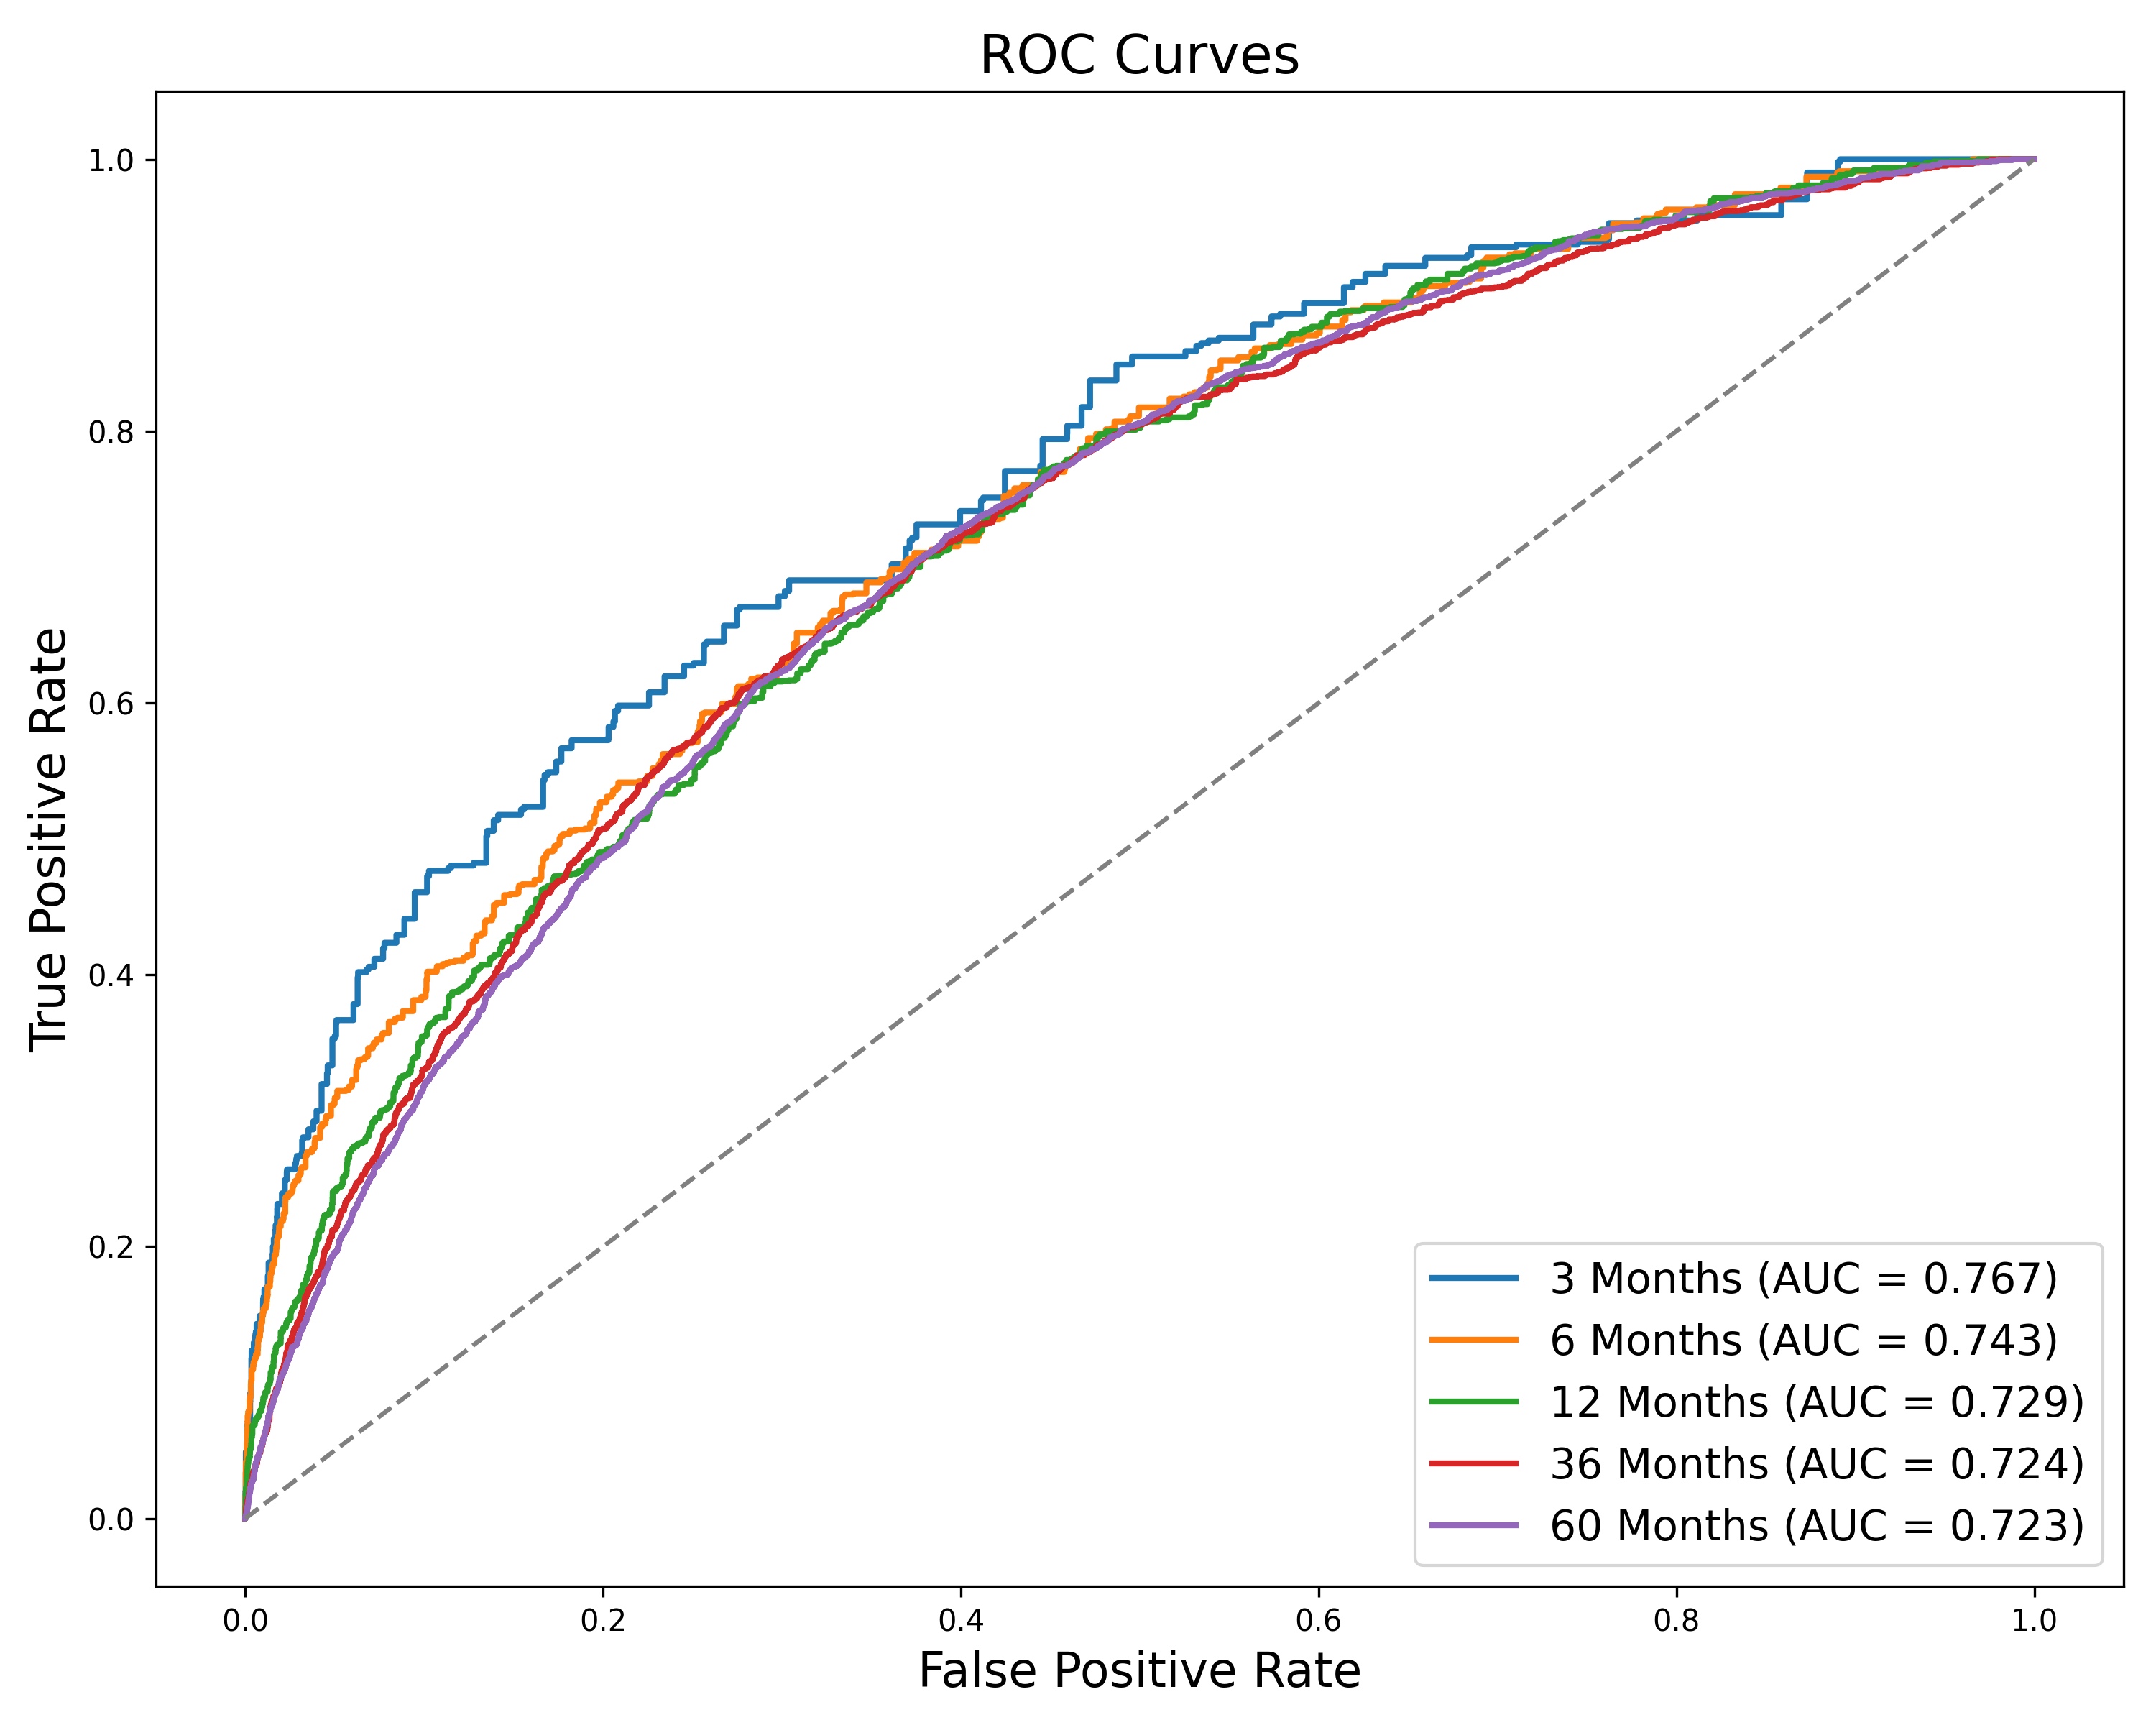 ROC Curves
True Positive Rate
1.0
0.8
0.6
0.4
0.2
0.0
0.0 0.2 0.4 0.6 0.8 1.0
False Positive Rate
3 Months (AUC = 0.767)
6 Months (AUC = 0.743)
12 Months (AUC = 0.729)
36 Months (AUC = 0.724)
60 Months (AUC = 0.723)